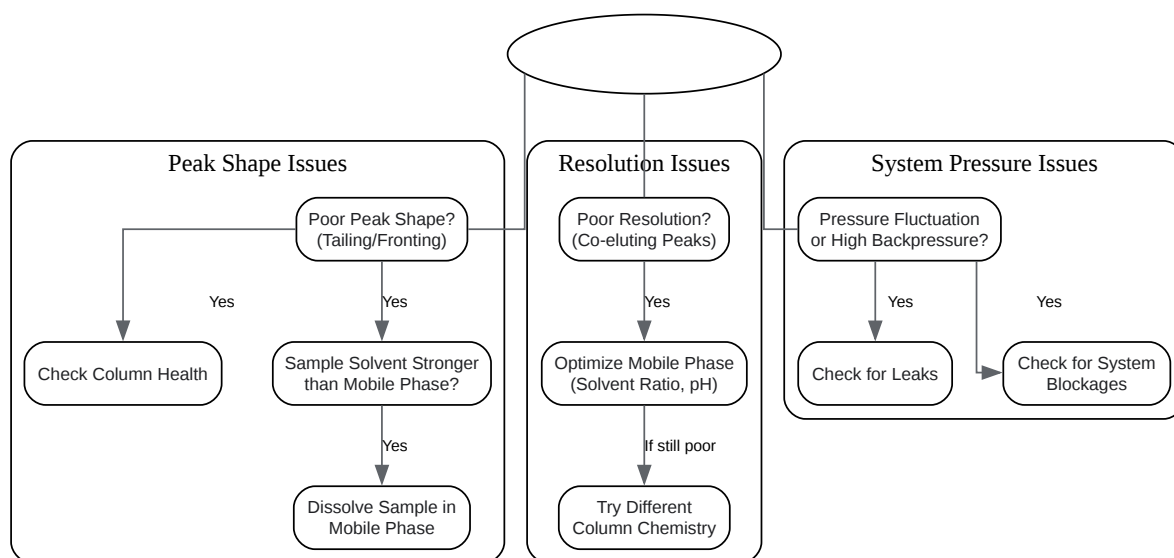 Peak Shape Issues
Resolution Issues
System Pressure Issues
Poor Peak Shape?
(Tailing/Fronting)
Poor Resolution?
(Co-eluting Peaks)
Pressure Fluctuation
or High Backpressure?
Yes
Yes
Yes
Yes
Yes
Check Column Health
Sample Solvent Stronger
than Mobile Phase?
Optimize Mobile Phase
(Solvent Ratio, pH)
Check for Leaks
Check for System
Blockages
Yes
If still poor
Dissolve Sample in
Mobile Phase
Try Different
Column Chemistry